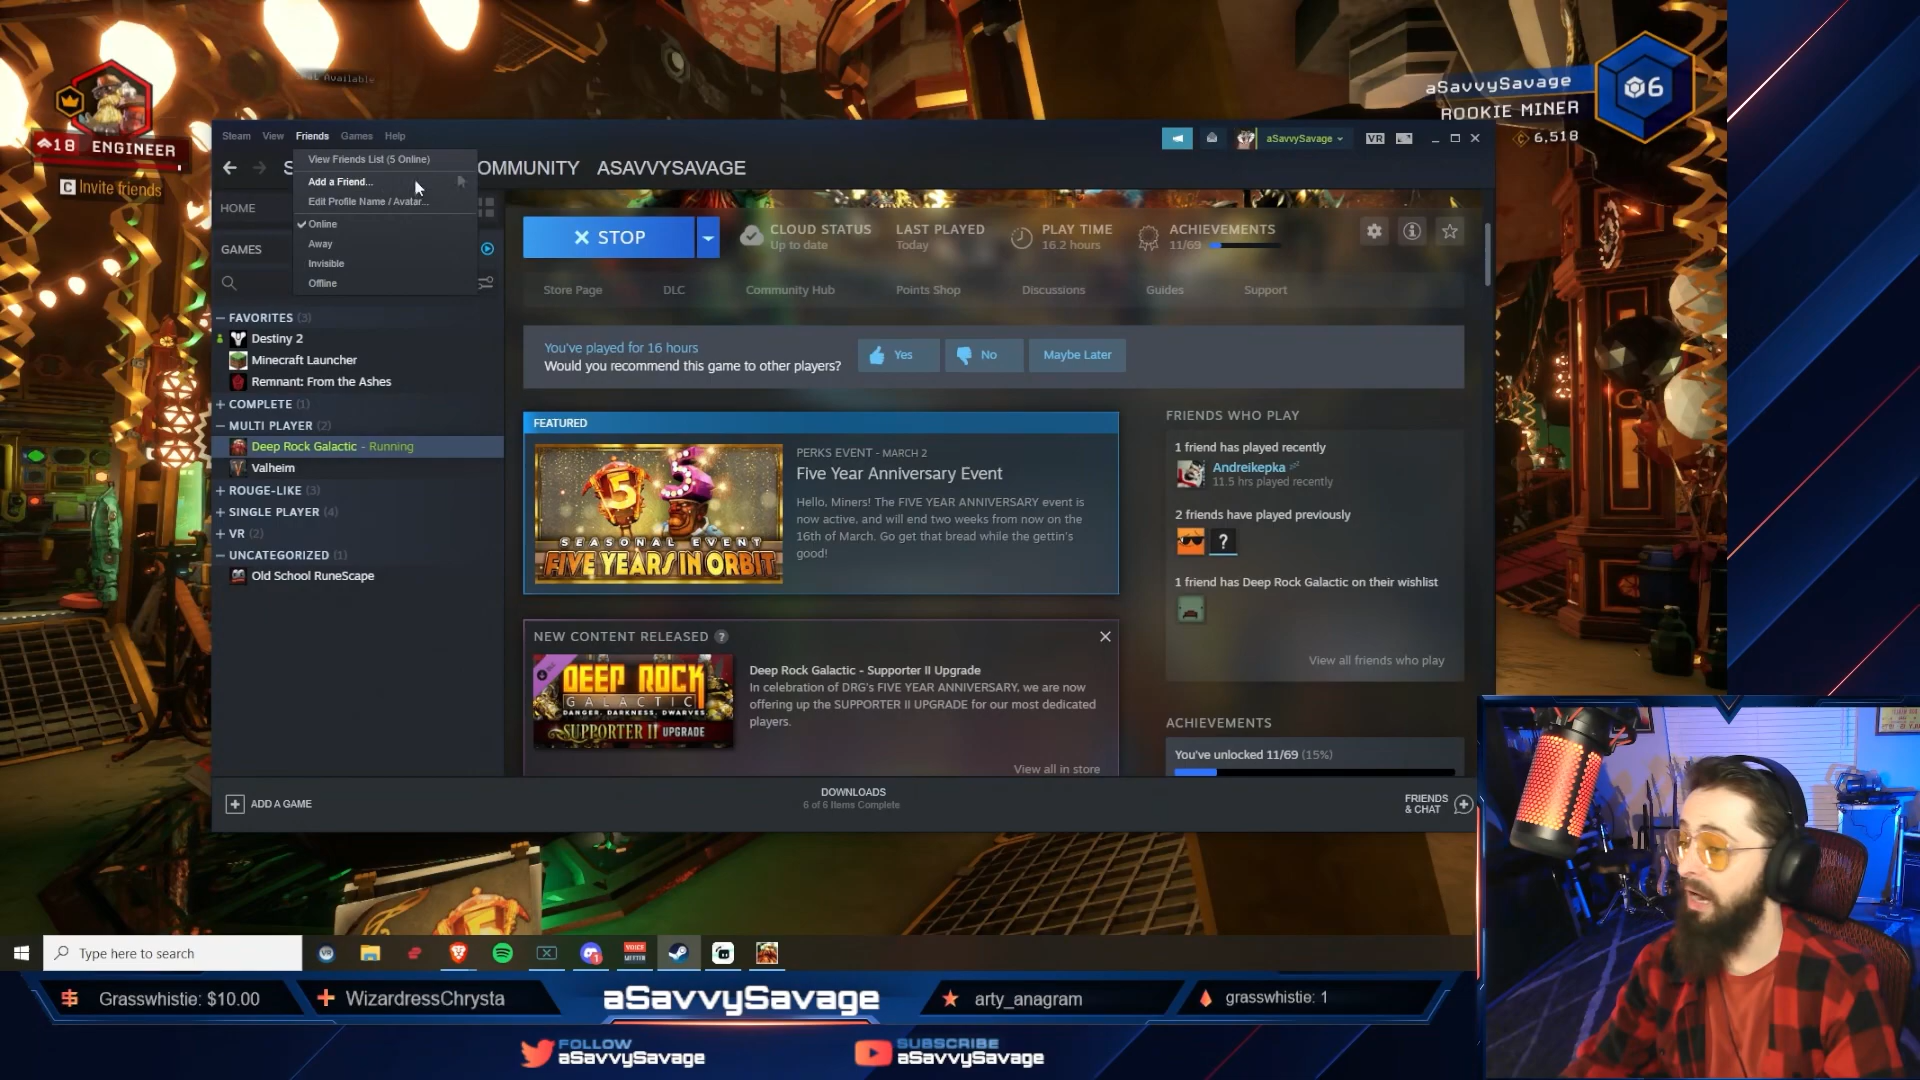 at Available
18 ENGINEER
C Invite friends
aSavvySavage
ROOKIE MINER
6
6,518
Steam View Friends Games Help
aSavvySavage
VR
OMMUNITY ASAVVYSAVAGE
View Friends List (5 Online)
Add a Friend...
Edit Profile Name / Avatar...
Online
Away
Invisible
Offline
HOME
GAMES
FAVORITES (3)
Destiny 2
Minecraft Launcher
Remnant: From the Ashes
COMPLETE (1)
MULTI PLAYER (2)
Deep Rock Galactic - Running
Valheim
ROUGE-LIKE (3)
SINGLE PLAYER (4)
VR (2)
UNCATEGORIZED (1)
Old School RuneScape
STOP
CLOUD STATUS
Up to date
LAST PLAYED
Today
PLAY TIME
16.2 hours
ACHIEVEMENTS
11/69
Store Page DLC Community Hub Points Shop Discussions Guides Support
You've played for 16 hours
Would you recommend this game to other players?
Yes
No
Maybe Later
FEATURED
5
SEASONAL EVENT
FIVE YEARS IN ORBIT
PERKS EVENT - MARCH 2
Five Year Anniversary Event
Hello, Miners! The FIVE YEAR ANNIVERSARY event is
now active, and will end two weeks from now on the
16th of March. Go get that bread while the gettin's
good!
NEW CONTENT RELEASED ?
DEEP ROCK
GALACTIC
DANGER. DARKNESS. DWARVES.
SUPPORTER II UPGRADE
Deep Rock Galactic - Supporter II Upgrade
In celebration of DRG's FIVE YEAR ANNIVERSARY, we are now
offering up the SUPPORTER II UPGRADE for our most dedicated
players.
View all in store
FRIENDS WHO PLAY
1 friend has played recently
Andreikepka
11.5 hrs played recently
2 friends have played previously
?
1 friend has Deep Rock Galactic on their wishlist
View all friends who play
ACHIEVEMENTS
You've unlocked 11/69 (15%)
ADD A GAME
DOWNLOADS
6 of 6 Items Complete
FRIENDS
& CHAT
Type here to search
VOICE
MEETER
Grasswhistie: $10.00
WizardressChrysta
aSavvySavage
arty_anagram
grasswhistie: 1
FOLLOW
aSavvySavage
SUBSCRIBE
aSavvySavage